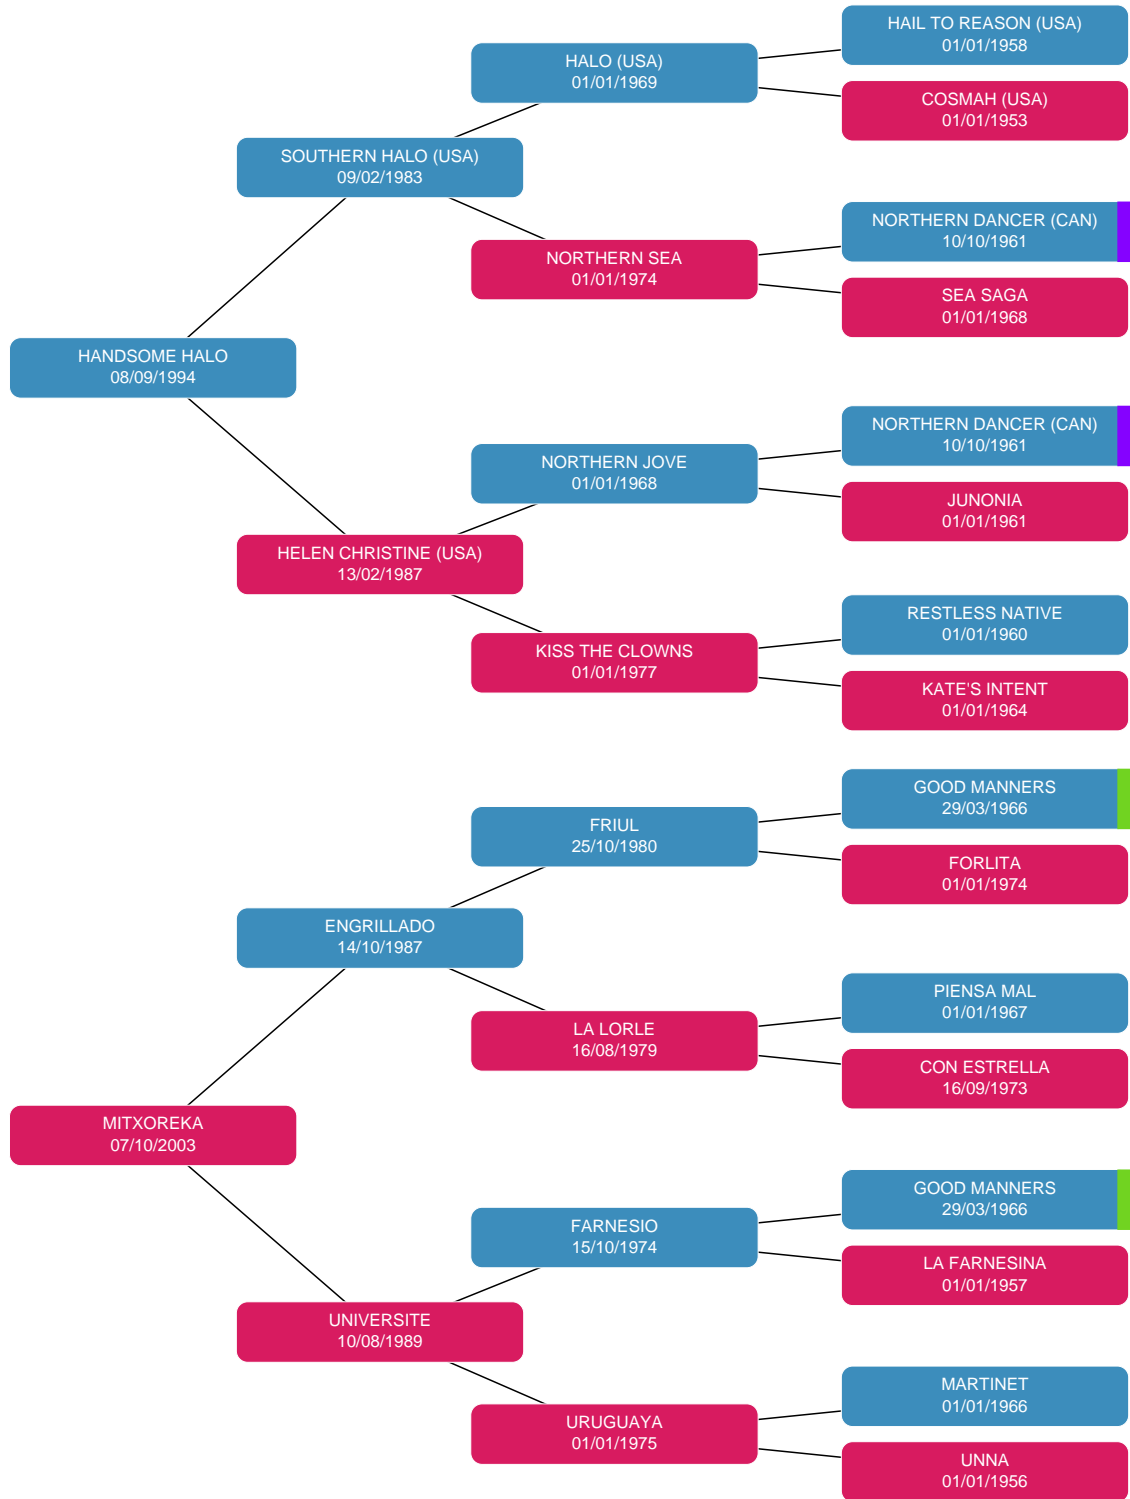 HAIL TO REASON (USA)
01/01/1958
HALO (USA)
01/01/1969
COSMAH (USA)
01/01/1953
SOUTHERN HALO (USA)
09/02/1983
NORTHERN DANCER (CAN)
10/10/1961
NORTHERN SEA
01/01/1974
SEA SAGA
01/01/1968
HANDSOME HALO
08/09/1994
NORTHERN DANCER (CAN)
10/10/1961
NORTHERN JOVE
01/01/1968
JUNONIA
01/01/1961
HELEN CHRISTINE (USA)
13/02/1987
RESTLESS NATIVE
01/01/1960
KISS THE CLOWNS
01/01/1977
KATE'S INTENT
01/01/1964
GOOD MANNERS
29/03/1966
FRIUL
25/10/1980
FORLITA
01/01/1974
ENGRILLADO
14/10/1987
PIENSA MAL
01/01/1967
LA LORLE
16/08/1979
CON ESTRELLA
16/09/1973
MITXOREKA
07/10/2003
GOOD MANNERS
29/03/1966
FARNESIO
15/10/1974
LA FARNESINA
01/01/1957
UNIVERSITE
10/08/1989
MARTINET
01/01/1966
URUGUAYA
01/01/1975
UNNA
01/01/1956